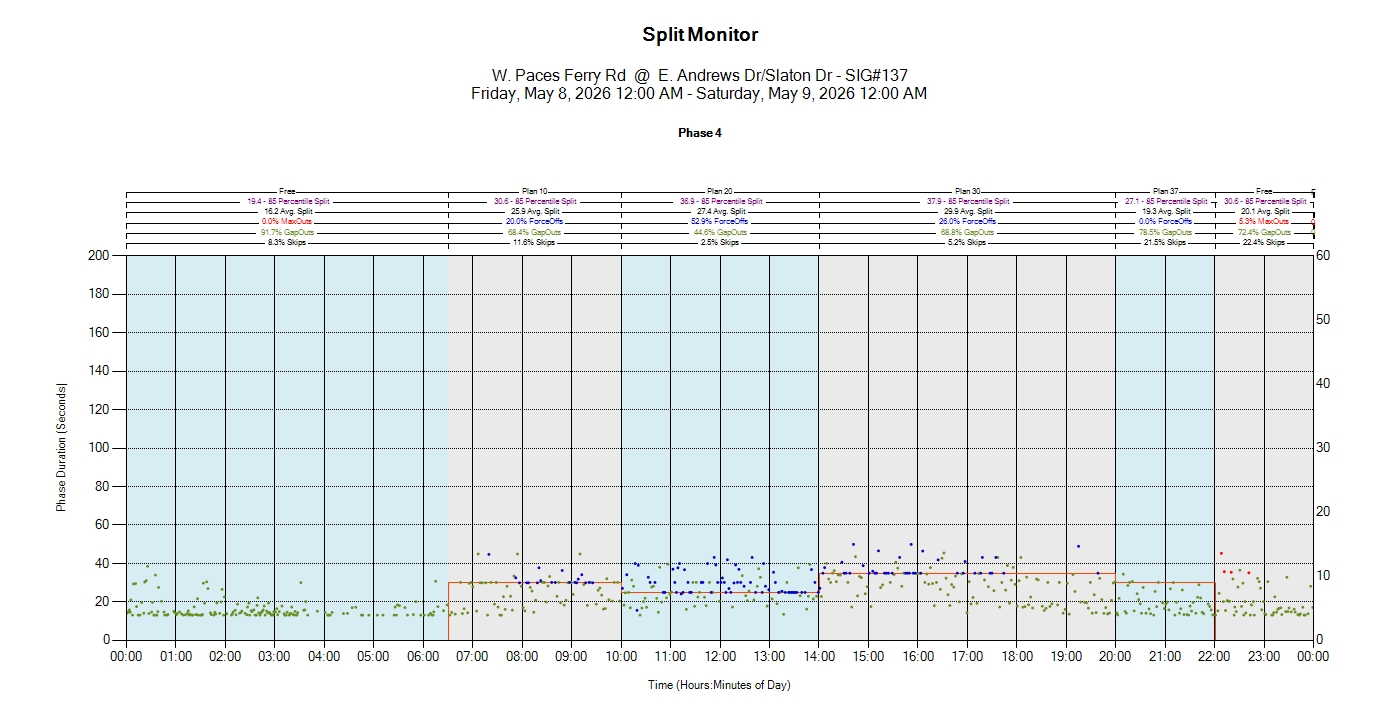 Split Monitor
W. Paces Ferry Rd @ E. Andrews Dr/Slaton Dr - SIG#137
Friday, May 8, 2026 12:00 AM - Saturday, May 9, 2026 12:00 AM
Phase 4
Free Plan 10 Plan 20 Plan 30 Plan 37 Free
19.4 - 85 Percentile Split 30.6 - 85 Percentile Split 36.9 - 85 Percentile Split 37.9 - 85 Percentile Split 27.1 - 85 Percentile Split 30.6 - 85 Percentile Split
16.2 Avg. Split 25.9 Avg. Split 27.4 Avg. Split 29.9 Avg. Split 19.3 Avg. Split 20.1 Avg. Split
0.0% MaxOuts 20.0% ForceOffs 52.9% ForceOffs 26.0% ForceOffs 0.0% ForceOffs 5.3% MaxOuts
91.7% GapOuts 68.4% GapOuts 44.6% GapOuts 68.8% GapOuts 78.5% GapOuts 72.4% GapOuts
8.3% Skips 11.6% Skips 2.5% Skips 5.2% Skips 21.5% Skips 22.4% Skips
200 60
180
50
160
140
40
120
100 30
80
20
60
40
10
20
0 0
00:00 01:00 02:00 03:00 04:00 05:00 06:00 07:00 08:00 09:00 10:00 11:00 12:00 13:00 14:00 15:00 16:00 17:00 18:00 19:00 20:00 21:00 22:00 23:00 00:00
Phase Duration (Seconds)
Time (Hours:Minutes of Day)